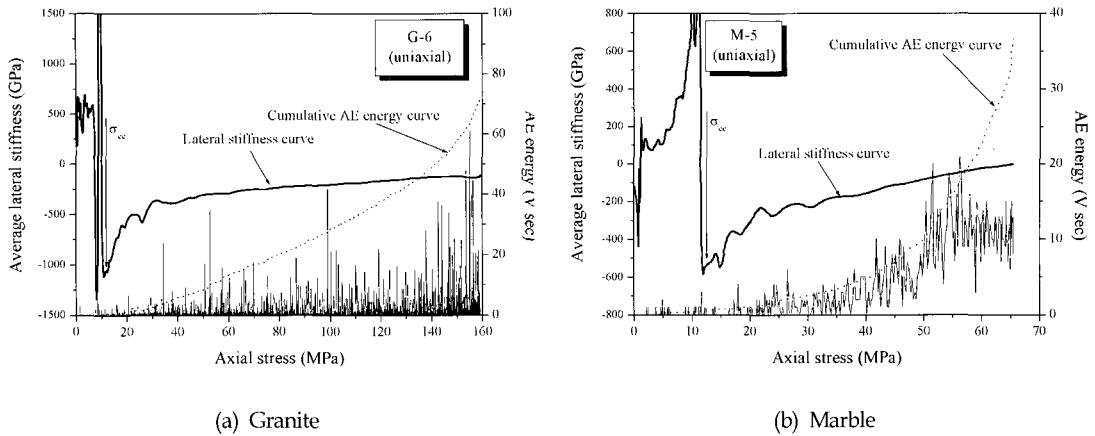 1500
1000
500
0
-500
-1000
-1500
Average lateral stiffness (GPa)
G-6
(uniaxial)
σcc
Cumulative AE energy curve
Lateral stiffness curve
100
80
60
40
20
0
AE energy (V sec)
0 20 40 60 80 100 120 140 160
Axial stress (MPa)
(a) Granite
800
600
400
200
0
-200
-400
-600
-800
Average lateral stiffness (GPa)
M-5
(uniaxial)
σcc
Cumulative AE energy curve
Lateral stiffness curve
40
30
20
10
0
AE energy (V sec)
0 10 20 30 40 50 60 70
Axial stress (MPa)
(b) Marble